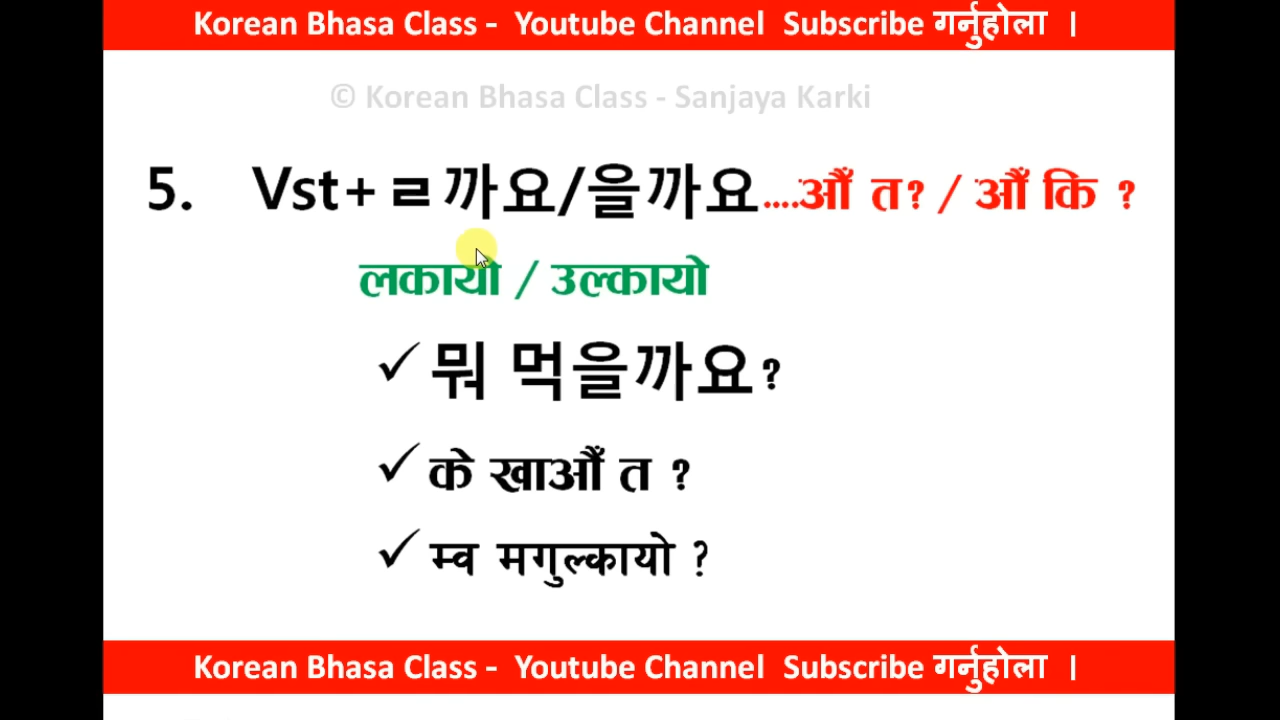 Korean Bhasa Class - Youtube Channel Subscribe गर्नुहोला ।
© Korean Bhasa Class - Sanjaya Karki
5. Vst+ㄹ까요/을까요....औँ त? / औँ कि ?
लकायो / उल्कायो
✓ 뭐 먹을까요?
✓ के खाऔँ त ?
✓ म्व मगुल्कायो ?
Korean Bhasa Class - Youtube Channel Subscribe गर्नुहोला ।